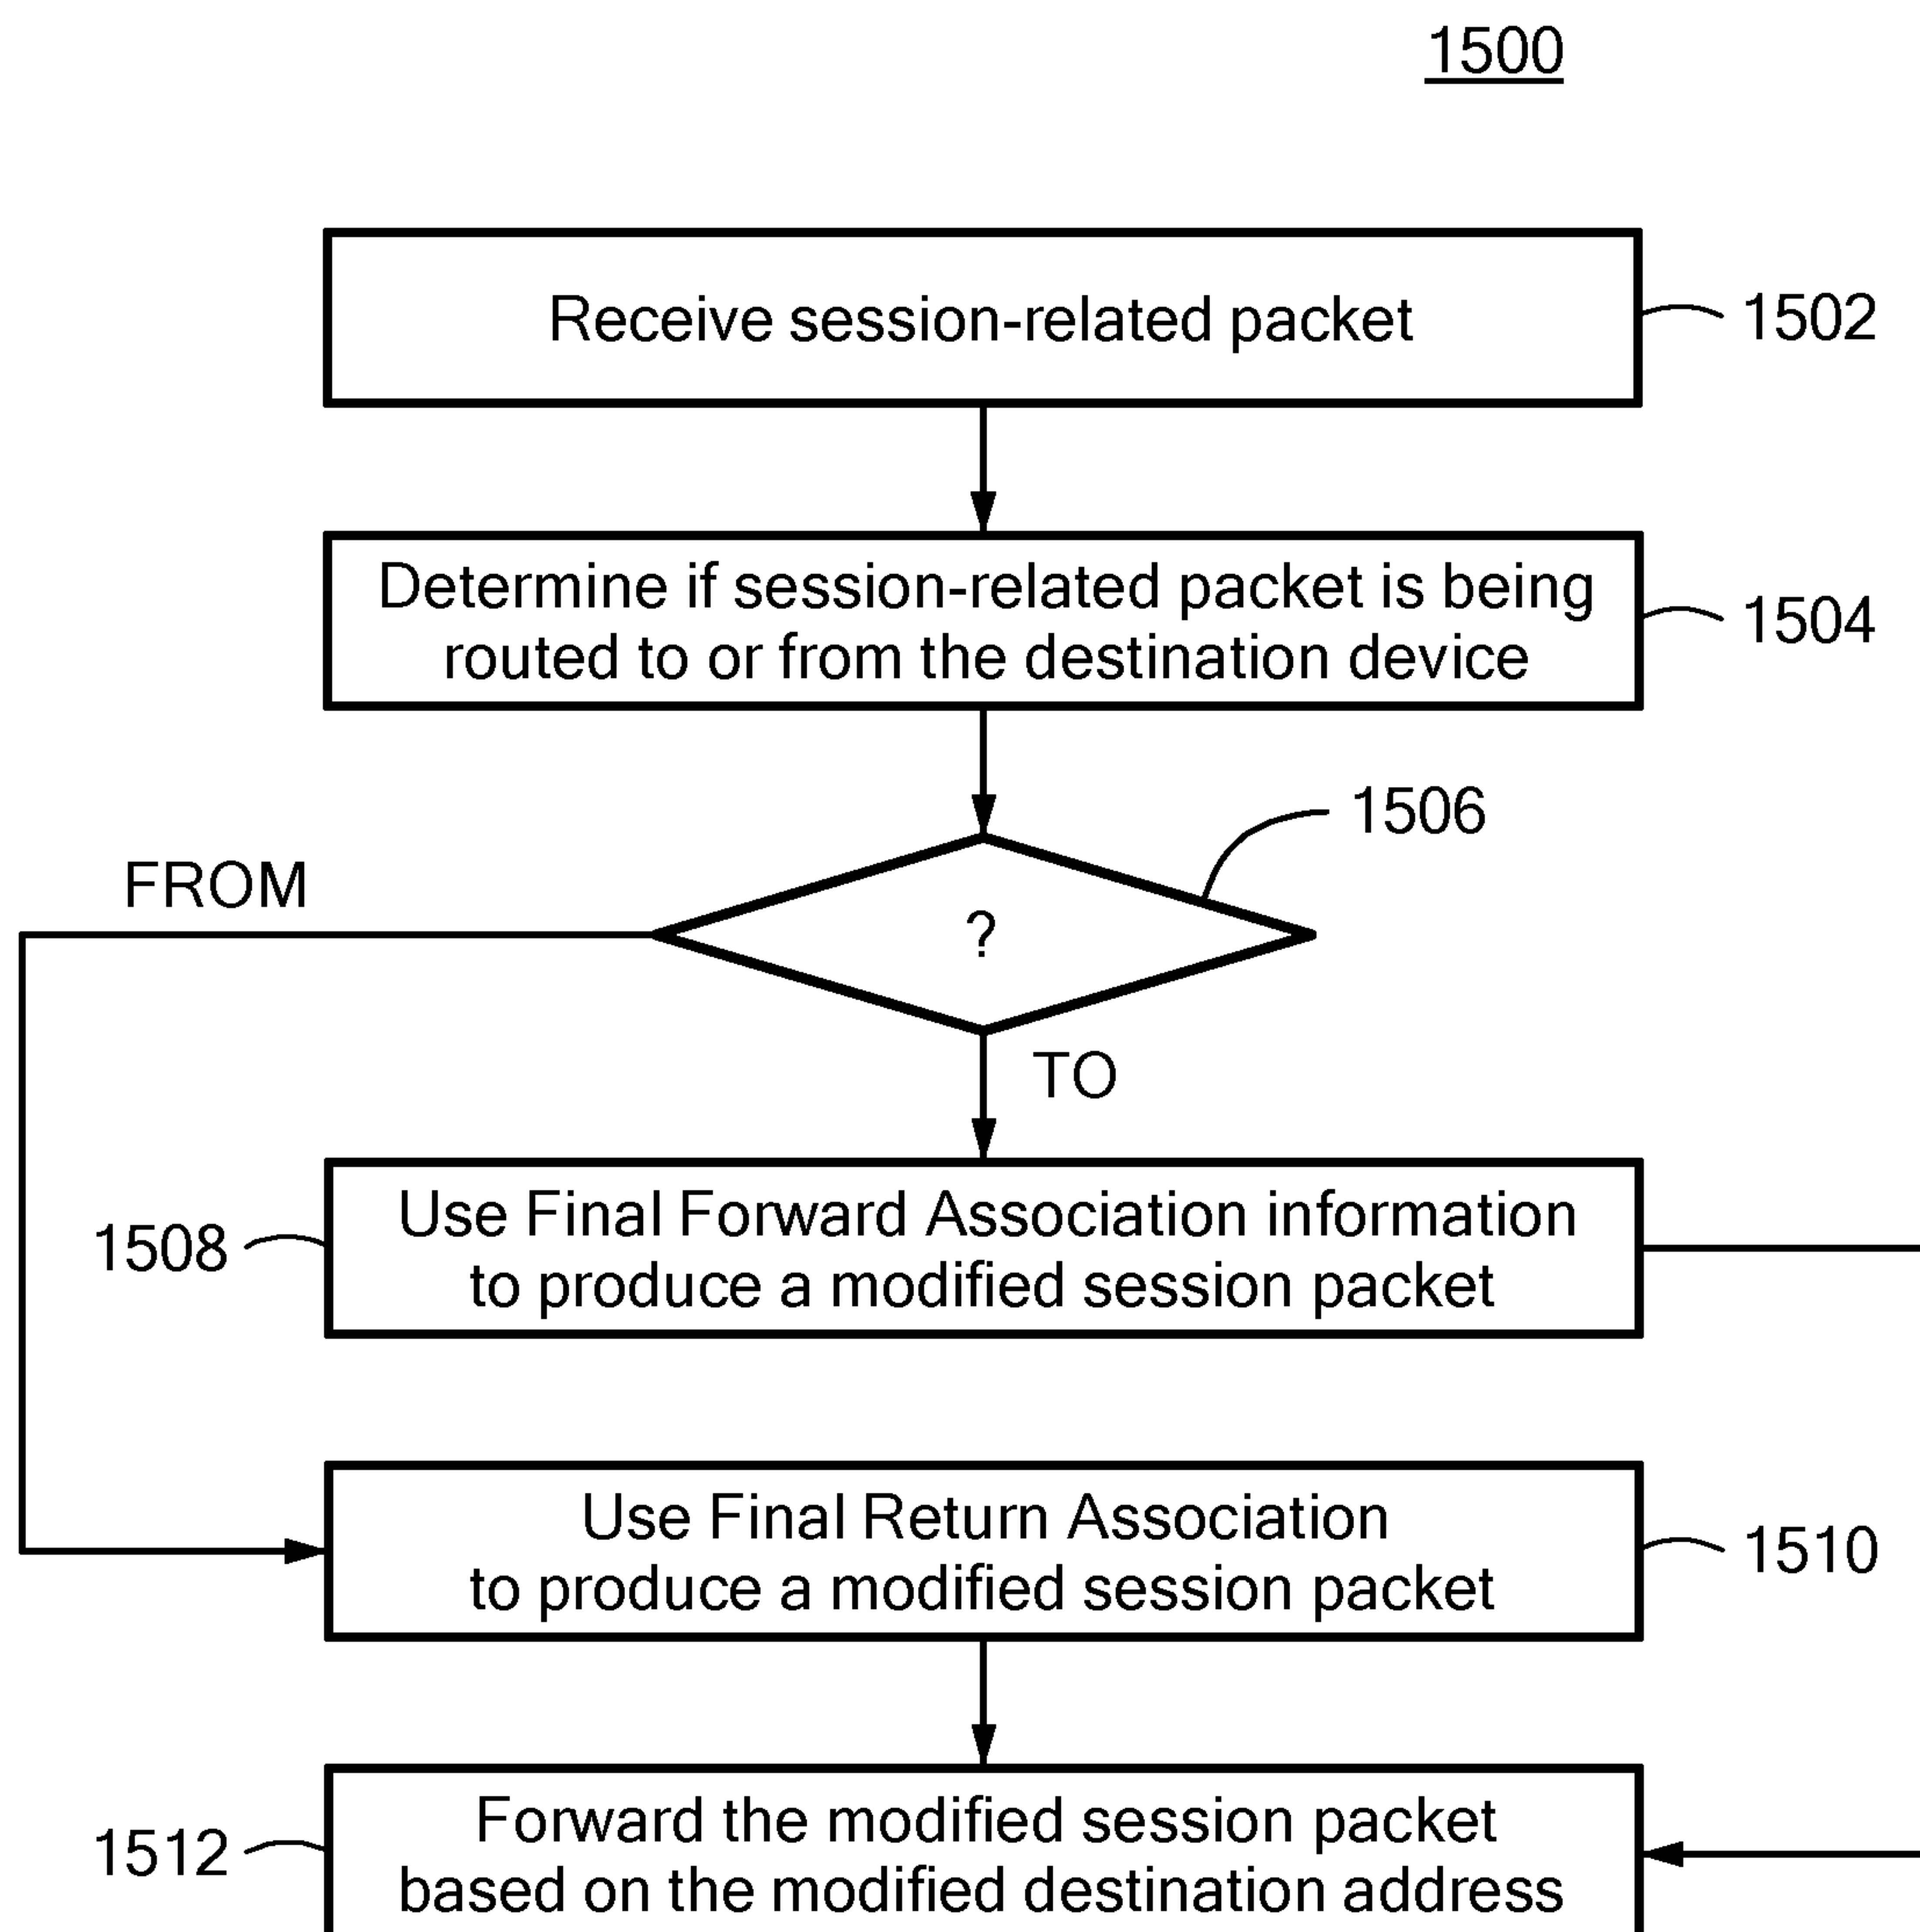 1500
Receive session-related packet
1502
Determine if session-related packet is being
routed to or from the destination device
1504
1506
FROM
?
TO
Use Final Forward Association information
to produce a modified session packet
1508
Use Final Return Association
to produce a modified session packet
1510
Forward the modified session packet
based on the modified destination address
1512